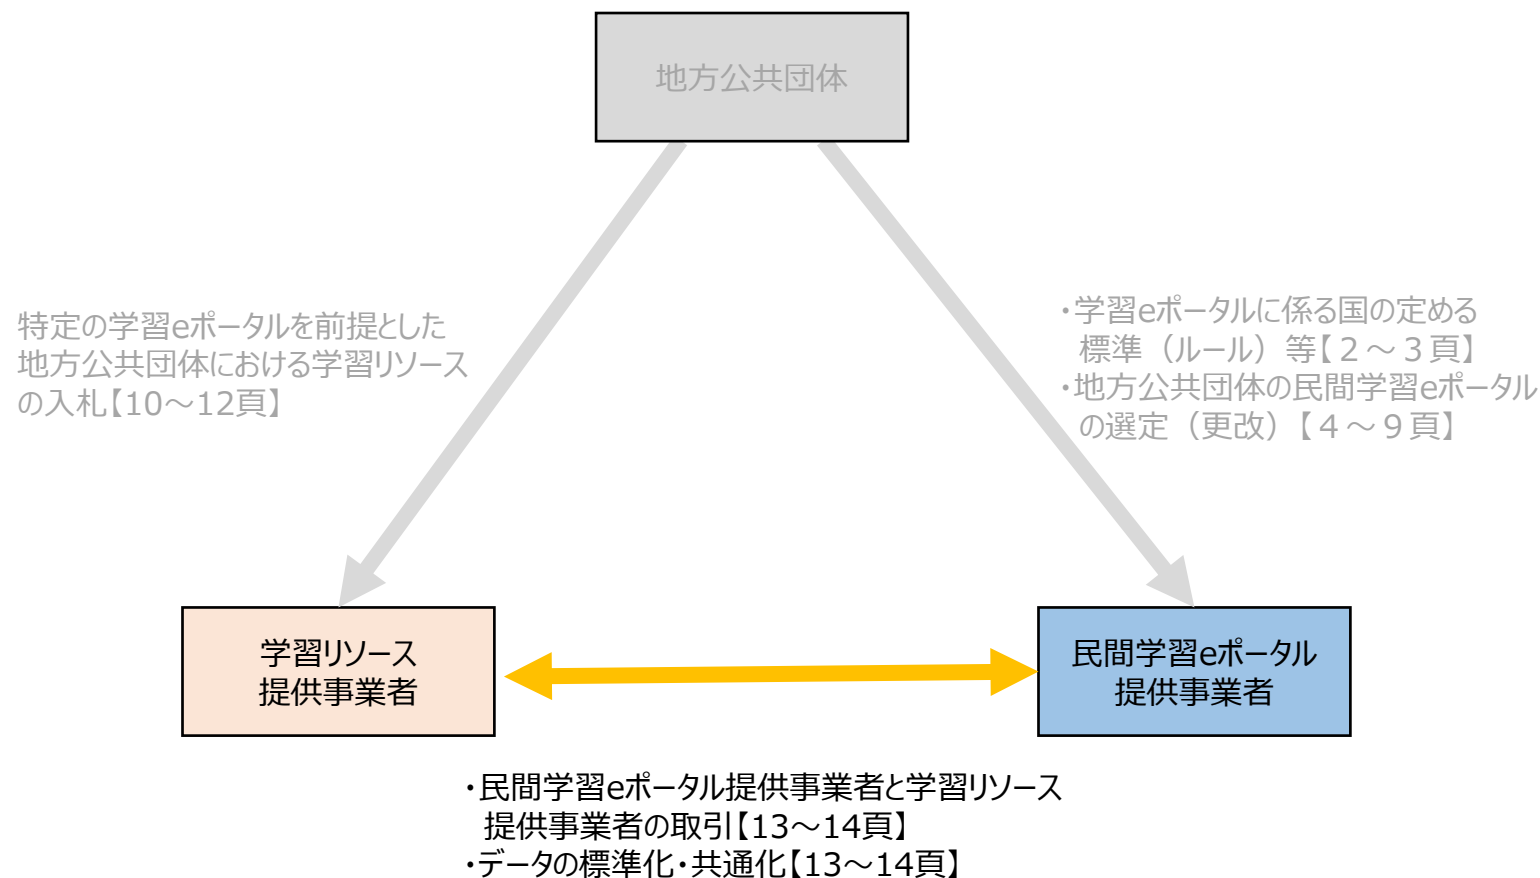 地方公共団体
特定の学習eポータルを前提とした
地方公共団体における学習リソース
の入札【10～12頁】
・学習eポータルに係る国の定める
標準（ルール）等【２～３頁】
・地方公共団体の民間学習eポータル
の選定（更改）【４～９頁】
学習リソース
提供事業者
民間学習eポータル
提供事業者
・民間学習eポータル提供事業者と学習リソース
提供事業者の取引【13～14頁】
・データの標準化・共通化【13～14頁】